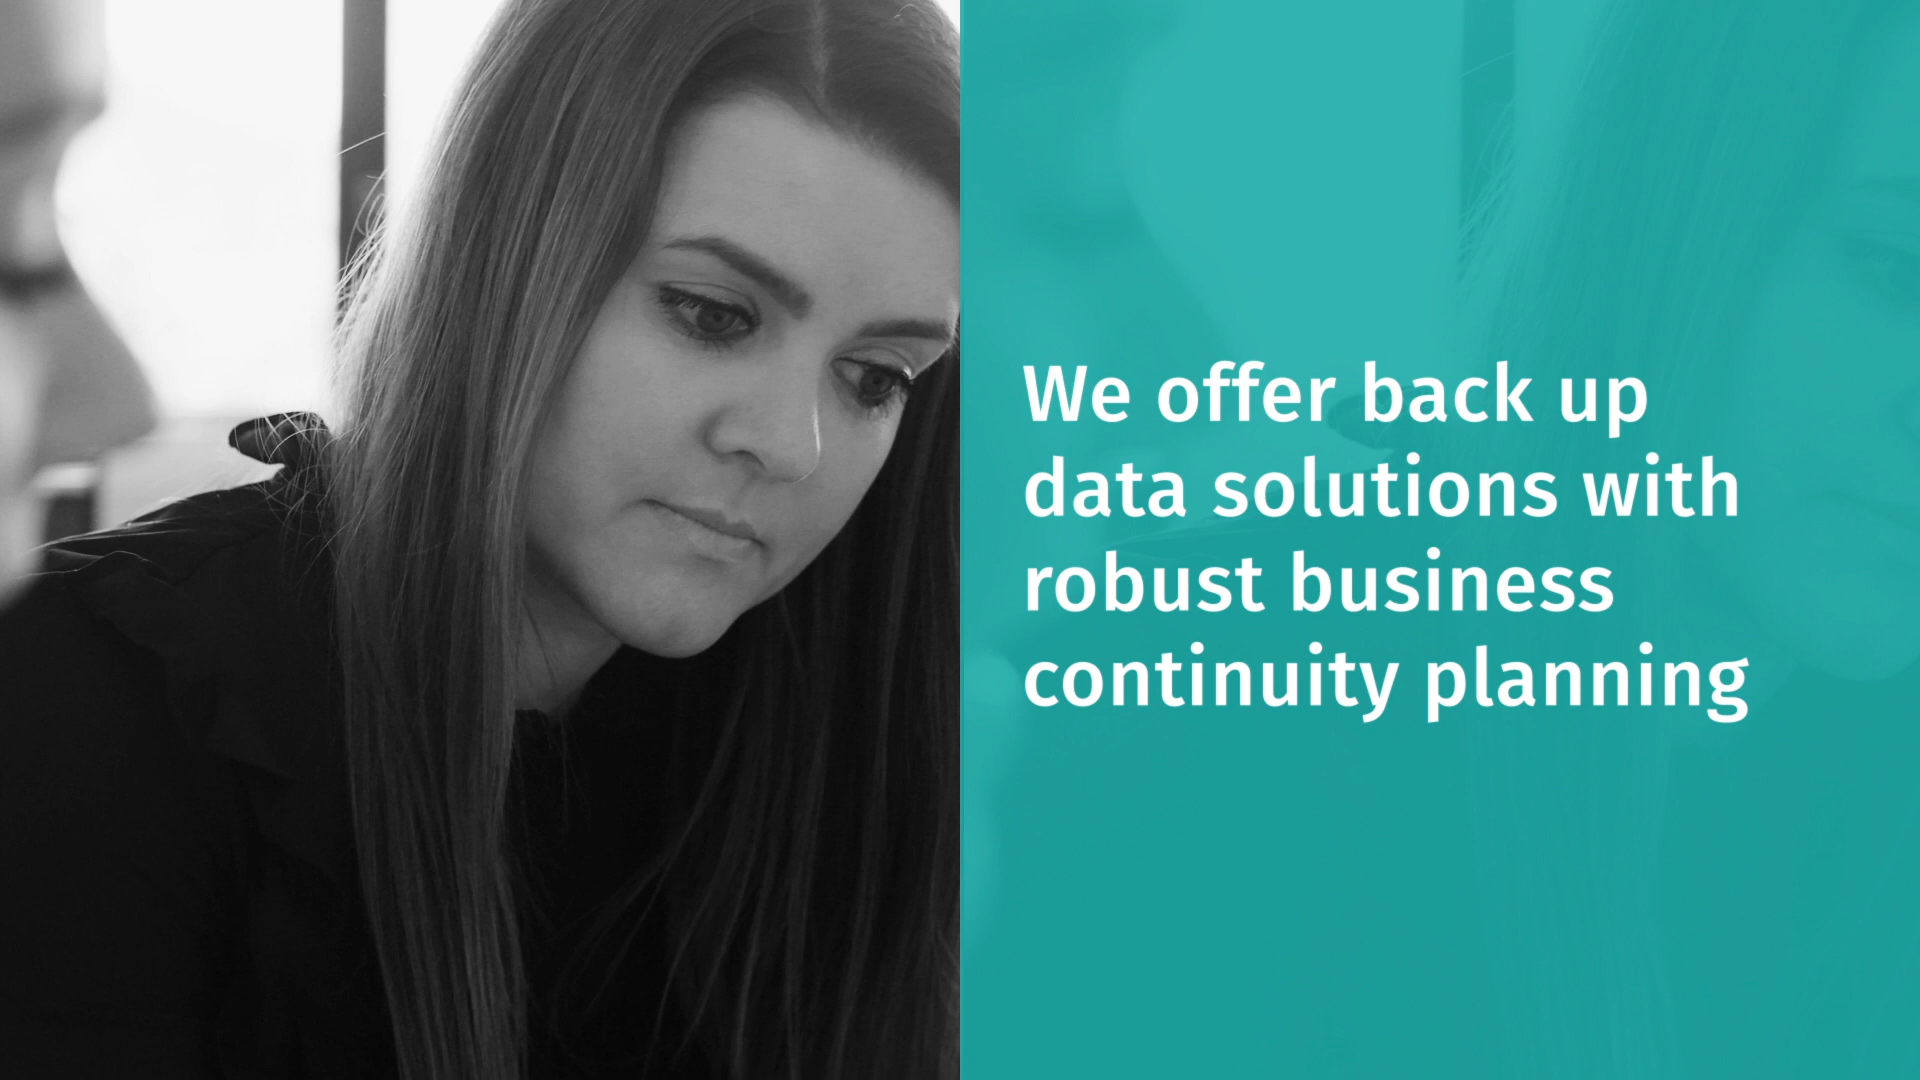 We offer back up
data solutions with
robust business
continuity planning